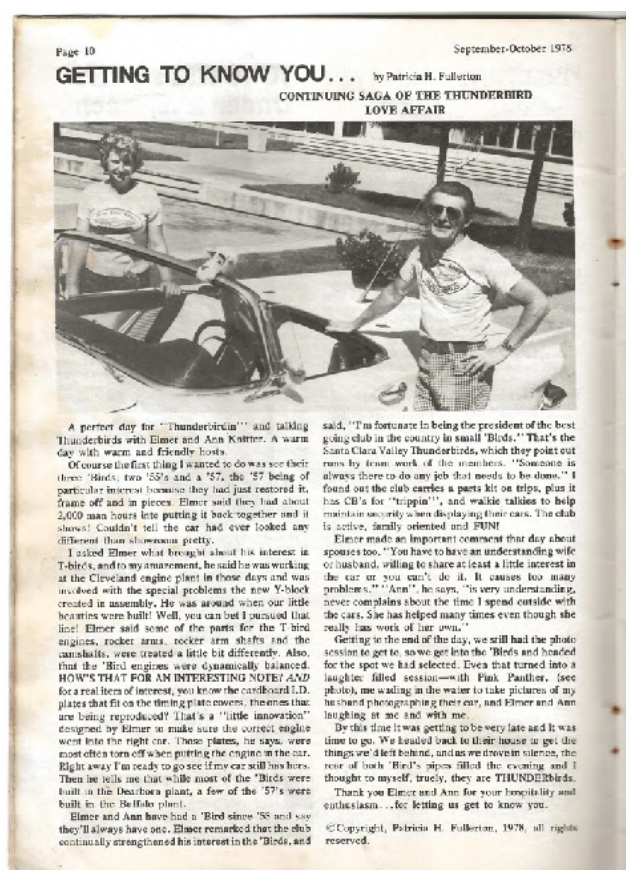 Page 10
September-October 1978
GETTING TO KNOW YOU... by Patricia H. Fullerton
CONTINUING SAGA OF THE THUNDERBIRD
LOVE AFFAIR
A perfect day for "Thunderbirdin'" and talking
Thunderbirds with Elmer and Ann Knitter. A warm
day with warm and friendly hosts.
Of course the first thing I wanted to do was see their
three 'Birds; two '55's and a '57, the '57 being of
particular interest because they had just restored it,
frame off and in pieces. Elmer said they had about
2,000 man hours into putting it back together and it
shows! Couldn't tell the car had ever looked any
different than showroom pretty.
I asked Elmer what brought about his interest in
T-birds, and to my amazement, he said he was working
at the Cleveland engine plant in those days and was
involved with the special problems the new Y-block
created in assembly. He was around when our little
beauties were built! Well, you can bet I pursued that
line! Elmer said some of the parts for the T-bird
engines, rocker arms, rocker arm shafts and the
camshafts, were treated a little bit differently. Also,
that the 'Bird engines were dynamically balanced.
HOW'S THAT FOR AN INTERESTING NOTE? AND
for a real item of interest, you know the cardboard I.D.
plates that fit on the timing plate covers, the ones that
are being reproduced? That's a "little innovation"
designed by Elmer to make sure the correct engine
went into the right car. Those plates, he says, were
most often torn off when putting the engine in the car.
Right away I'm ready to go see if my car still has hers.
Then he tells me that while most of the 'Birds were
built in the Dearborn plant, a few of the '57's were
built in the Buffalo plant.
Elmer and Ann have had a 'Bird since '55 and say
they'll always have one. Elmer remarked that the club
continually strengthened his interest in the 'Birds, and
said, "I'm fortunate in being the president of the best
going club in the country in small 'Birds." That's the
Santa Clara Valley Thunderbirds, which they point out
runs by team work of the members. "Someone is
always there to do any job that needs to be done." I
found out the club carries a parts kit on trips, plus it
has CB's for "trippin'", and walkie talkies to help
maintain security when displaying their cars. The club
is active, family oriented and FUN!
Elmer made an important comment that day about
spouses too. "You have to have an understanding wife
or husband, willing to share at least a little interest in
the car or you can't do it. It causes too many
problems." "Ann", he says, "is very understanding,
never complains about the time I spend outside with
the cars. She has helped many times even though she
really has work of her own."
Getting to the end of the day, we still had the photo
session to get to, so we get into the 'Birds and headed
for the spot we had selected. Even that turned into a
laughter filled session—with Pink Panther, (see
photo), me wading in the water to take pictures of my
husband photographing their car, and Elmer and Ann
laughing at me and with me.
By this time it was getting to be very late and it was
time to go. We headed back to their house to get the
things we'd left behind, and as we drove in silence, the
roar of both 'Bird's pipes filled the evening and I
thought to myself, truely, they are THUNDERbirds.
Thank you Elmer and Ann for your hospitality and
enthusiasm...for letting us get to know you.
©Copyright, Patricia H. Fullerton, 1978, all rights
reserved.